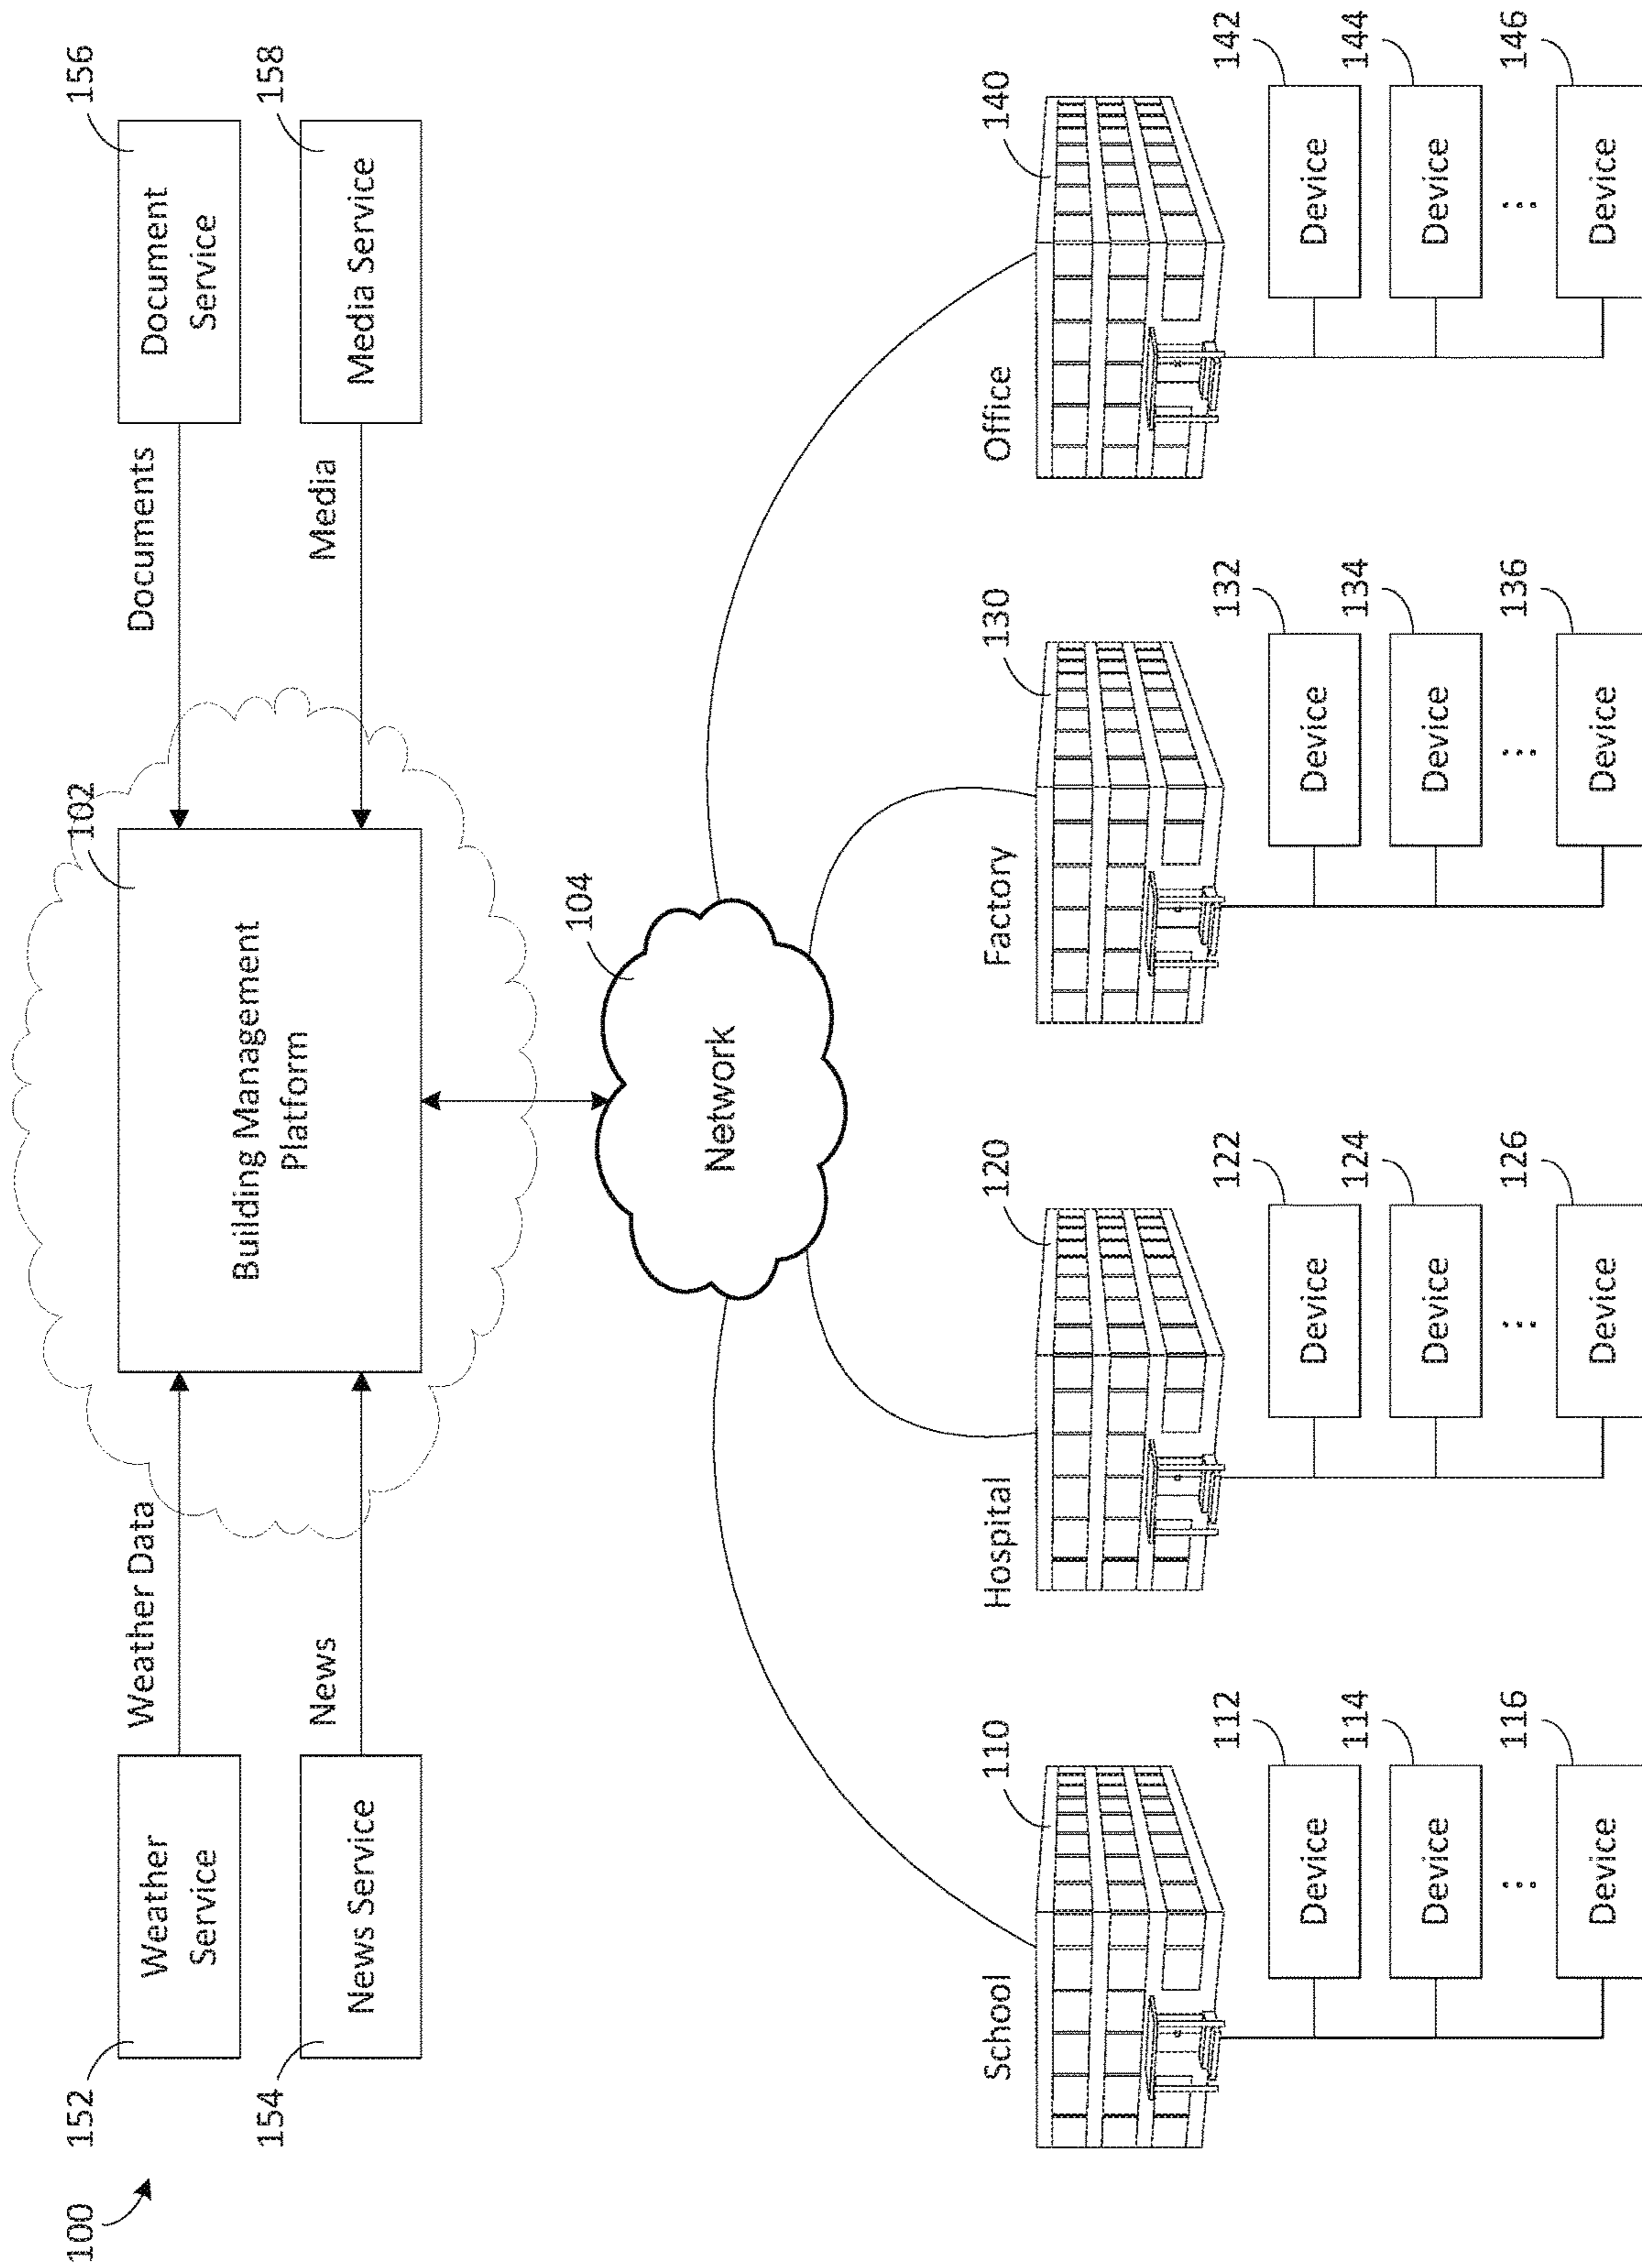 100
152
Weather
Service
Weather Data
154
News Service
News
102
Building Management
Platform
Documents
156
Document
Service
Media
158
Media Service
104
Network
School
110
Hospital
120
Factory
130
Office
140
Device
112
Device
114
Device
116
Device
122
Device
124
Device
126
Device
132
Device
134
Device
136
Device
142
Device
144
Device
146